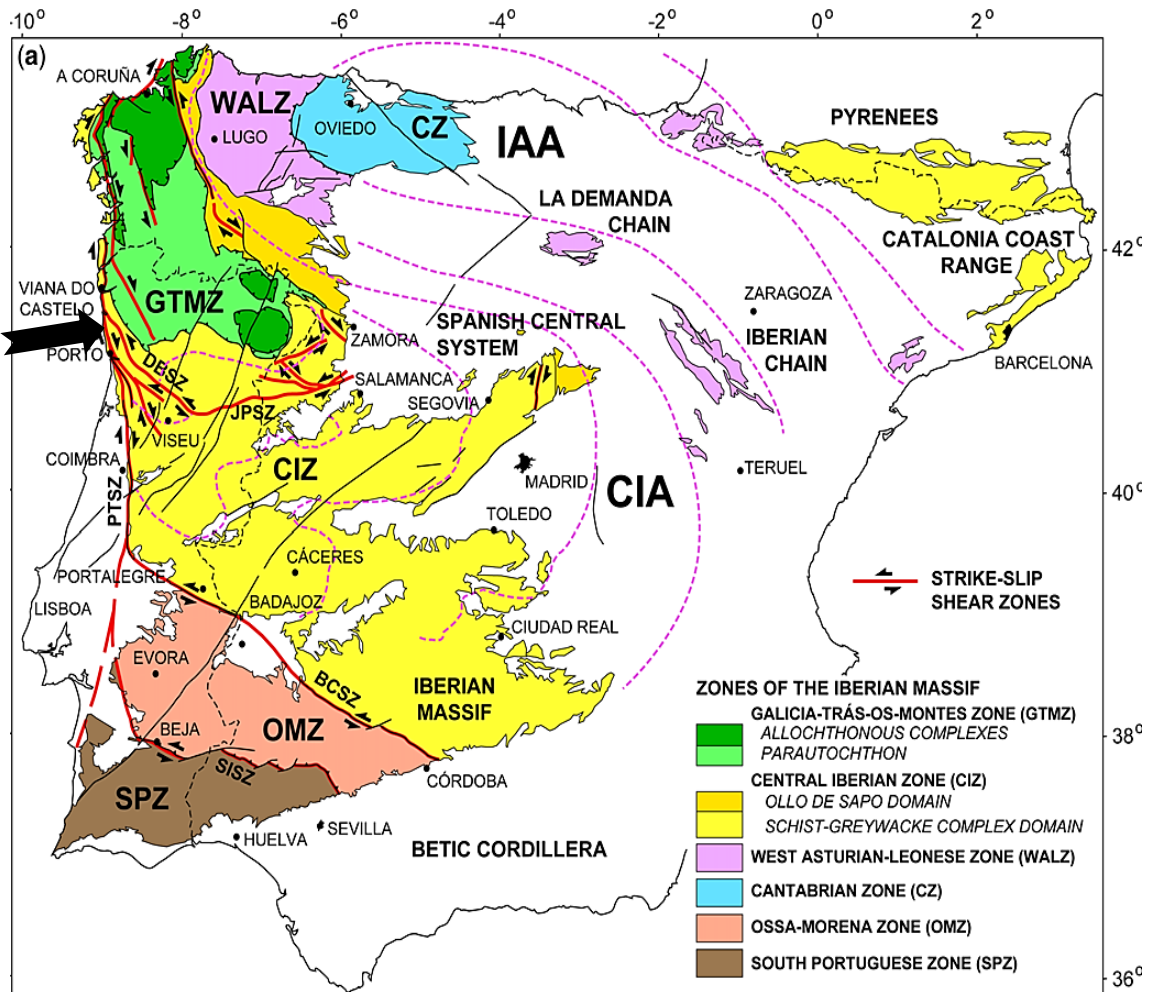 -10° -8° -6° -4° -2° 0° 2°
(a)
A CORUÑA
WALZ
LUGO
OVIEDO
CZ
IAA
PYRENEES
LA DEMANDA
CHAIN
CATALONIA COAST
RANGE
42°
VIANA DO
CASTELO
GTMZ
ZARAGOZA
SPANISH CENTRAL
SYSTEM
IBERIAN
CHAIN
ZAMORA
PORTO
DBSZ
BARCELONA
SALAMANCA
SEGOVIA
JPSZ
VISEU
COIMBRA
CIZ
TERUEL
MADRID
CIA
PTSZ
40°
TOLEDO
CÁCERES
PORTALEGRE
STRIKE-SLIP
SHEAR ZONES
LISBOA
BADAJOZ
CIUDAD REAL
EVORA
BCSZ
IBERIAN
MASSIF
OMZ
BEJA
SISZ
SPZ
CÓRDOBA
38°
HUELVA
SEVILLA
BETIC CORDILLERA
ZONES OF THE IBERIAN MASSIF
GALICIA-TRÁS-OS-MONTES ZONE (GTMZ)
ALLOCHTHONOUS COMPLEXES
PARAUTOCHTHON
CENTRAL IBERIAN ZONE (CIZ)
OLLO DE SAPO DOMAIN
SCHIST-GREYWACKE COMPLEX DOMAIN
WEST ASTURIAN-LEONESE ZONE (WALZ)
CANTABRIAN ZONE (CZ)
OSSA-MORENA ZONE (OMZ)
SOUTH PORTUGUESE ZONE (SPZ)
36°